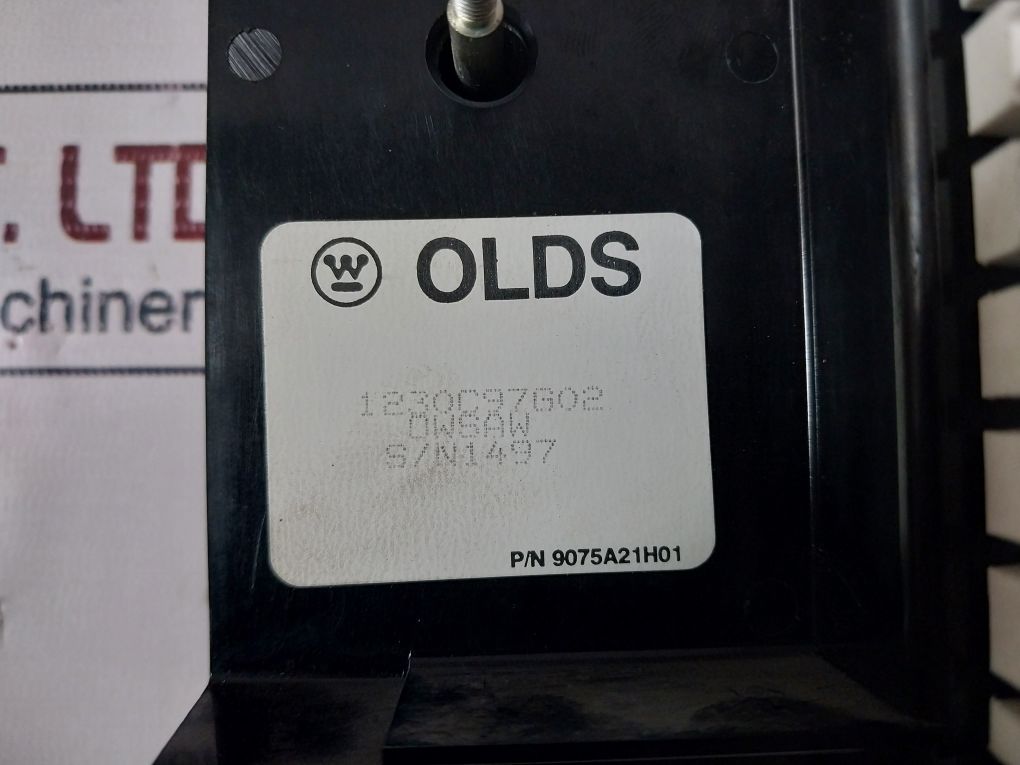 T. LTD
chiner
W OLDS
1230C97G02
OWSAW
S/N1497
P/N 9075A21H01